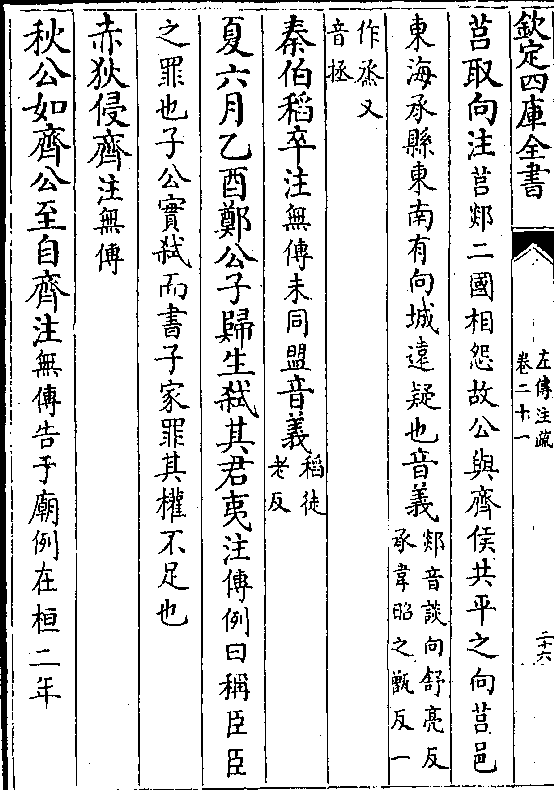 欽定四庫全書
左傳注疏
卷二十一
二十六
莒取向注莒郯二國相怨故公與齊侯共平之向莒邑
東海承縣東南有向城遠疑也音義郯音談向舒亮反
承韋昭之甑反一
作烝又
音拯
秦伯稻卒注無傳未同盟音義稻徒
老反
夏六月乙酉鄭公子歸生弑其君夷注傳例曰稱臣臣
之罪也子公實弑而書子家罪其權不足也
赤狄侵齊注無傳
秋公如齊公至自齊注無傳告于廟例在桓二年